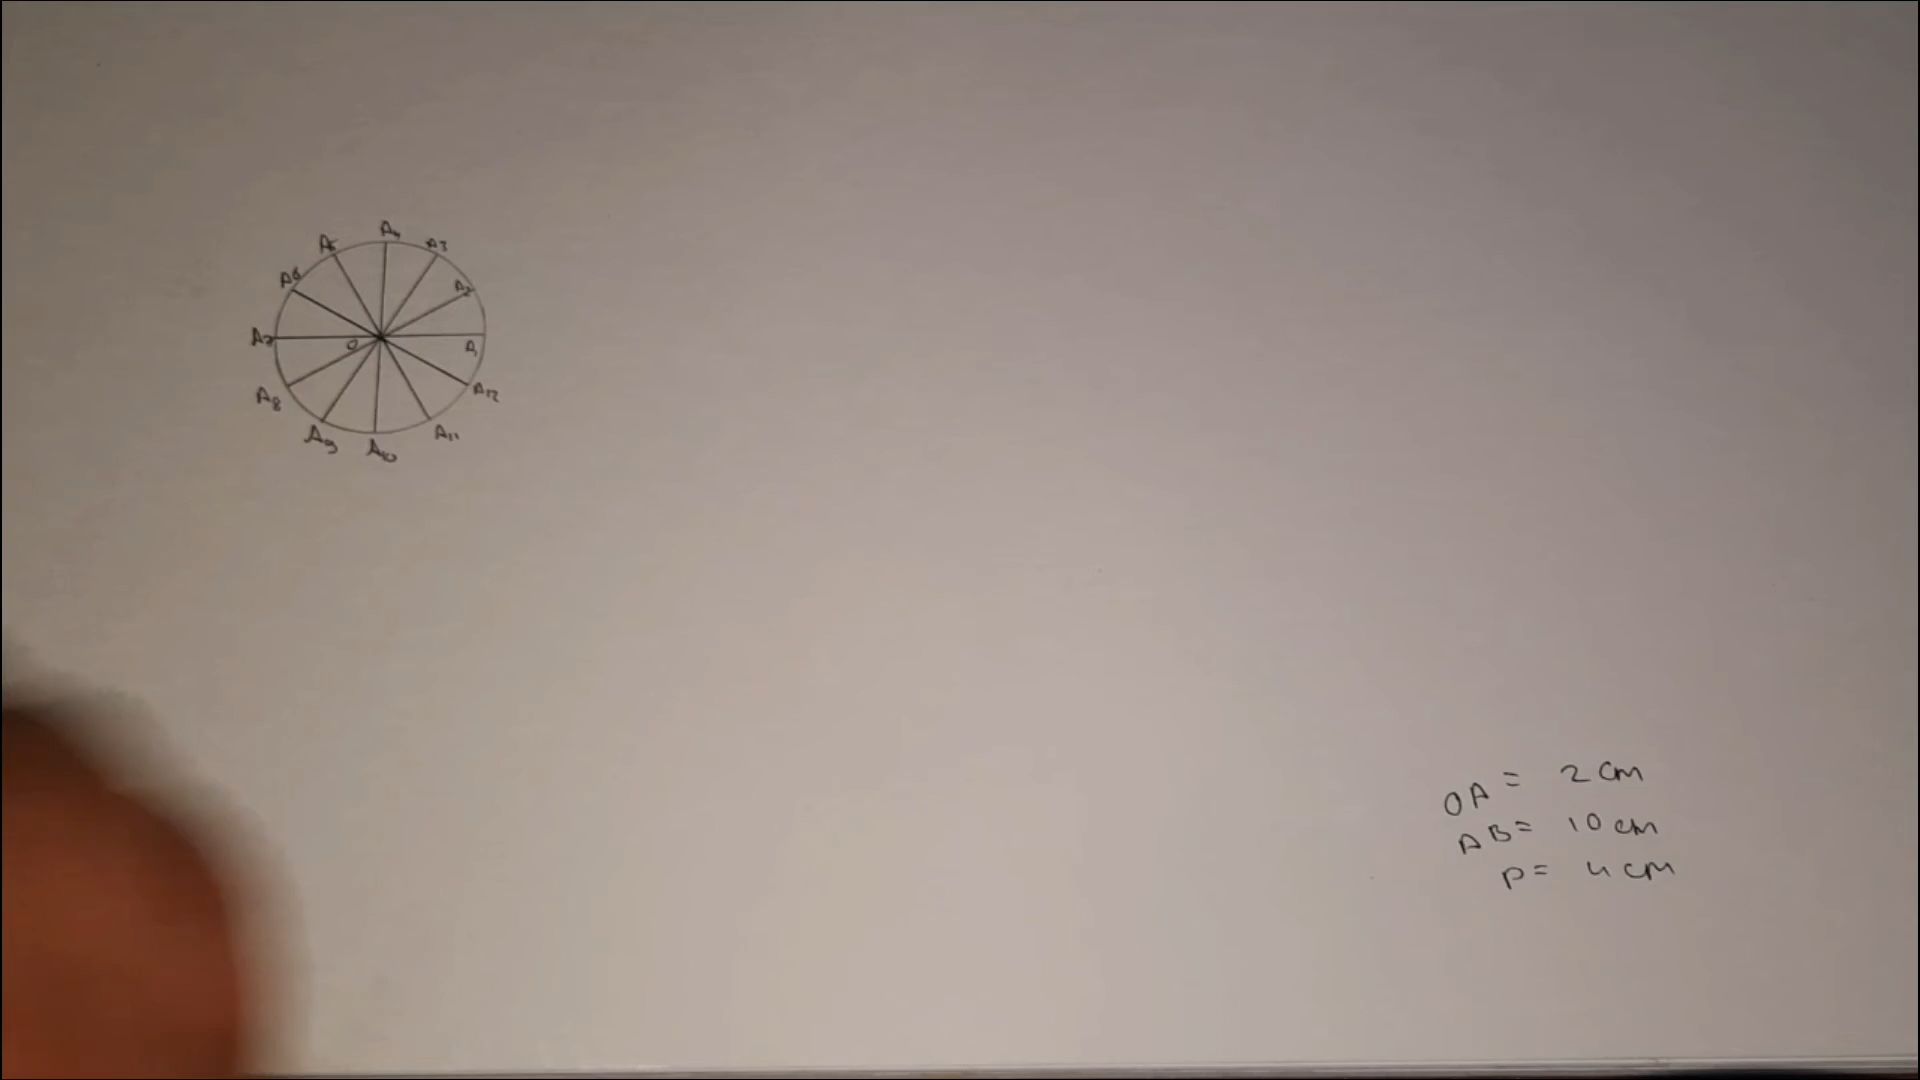 A4
A5
A3
A6
A2
A7
O
A1
A8
A12
A9
A10
A11
OA = 2 cm
AB = 10 cm
P = 4 cm